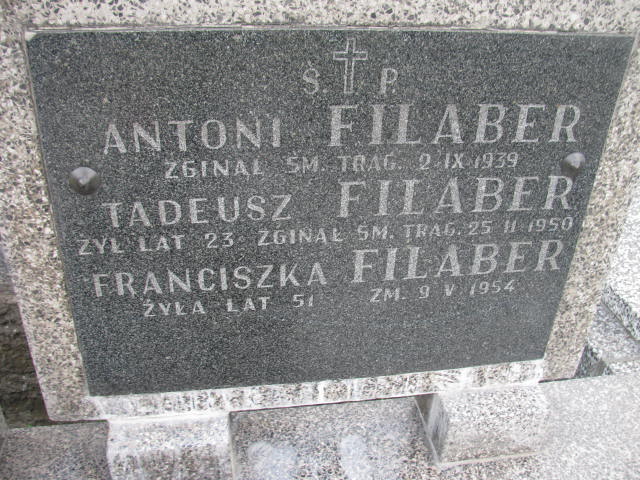 Ś. P.
ANTONI FILABER
ZGINĄŁ ŚM. TRAG. 2 IX 1939
TADEUSZ FILABER
ŻYŁ LAT 23 ZGINĄŁ ŚM. TRAG. 25 II 1950
FRANCISZKA FILABER
ŻYŁA LAT 51 ZM. 9 V 1954